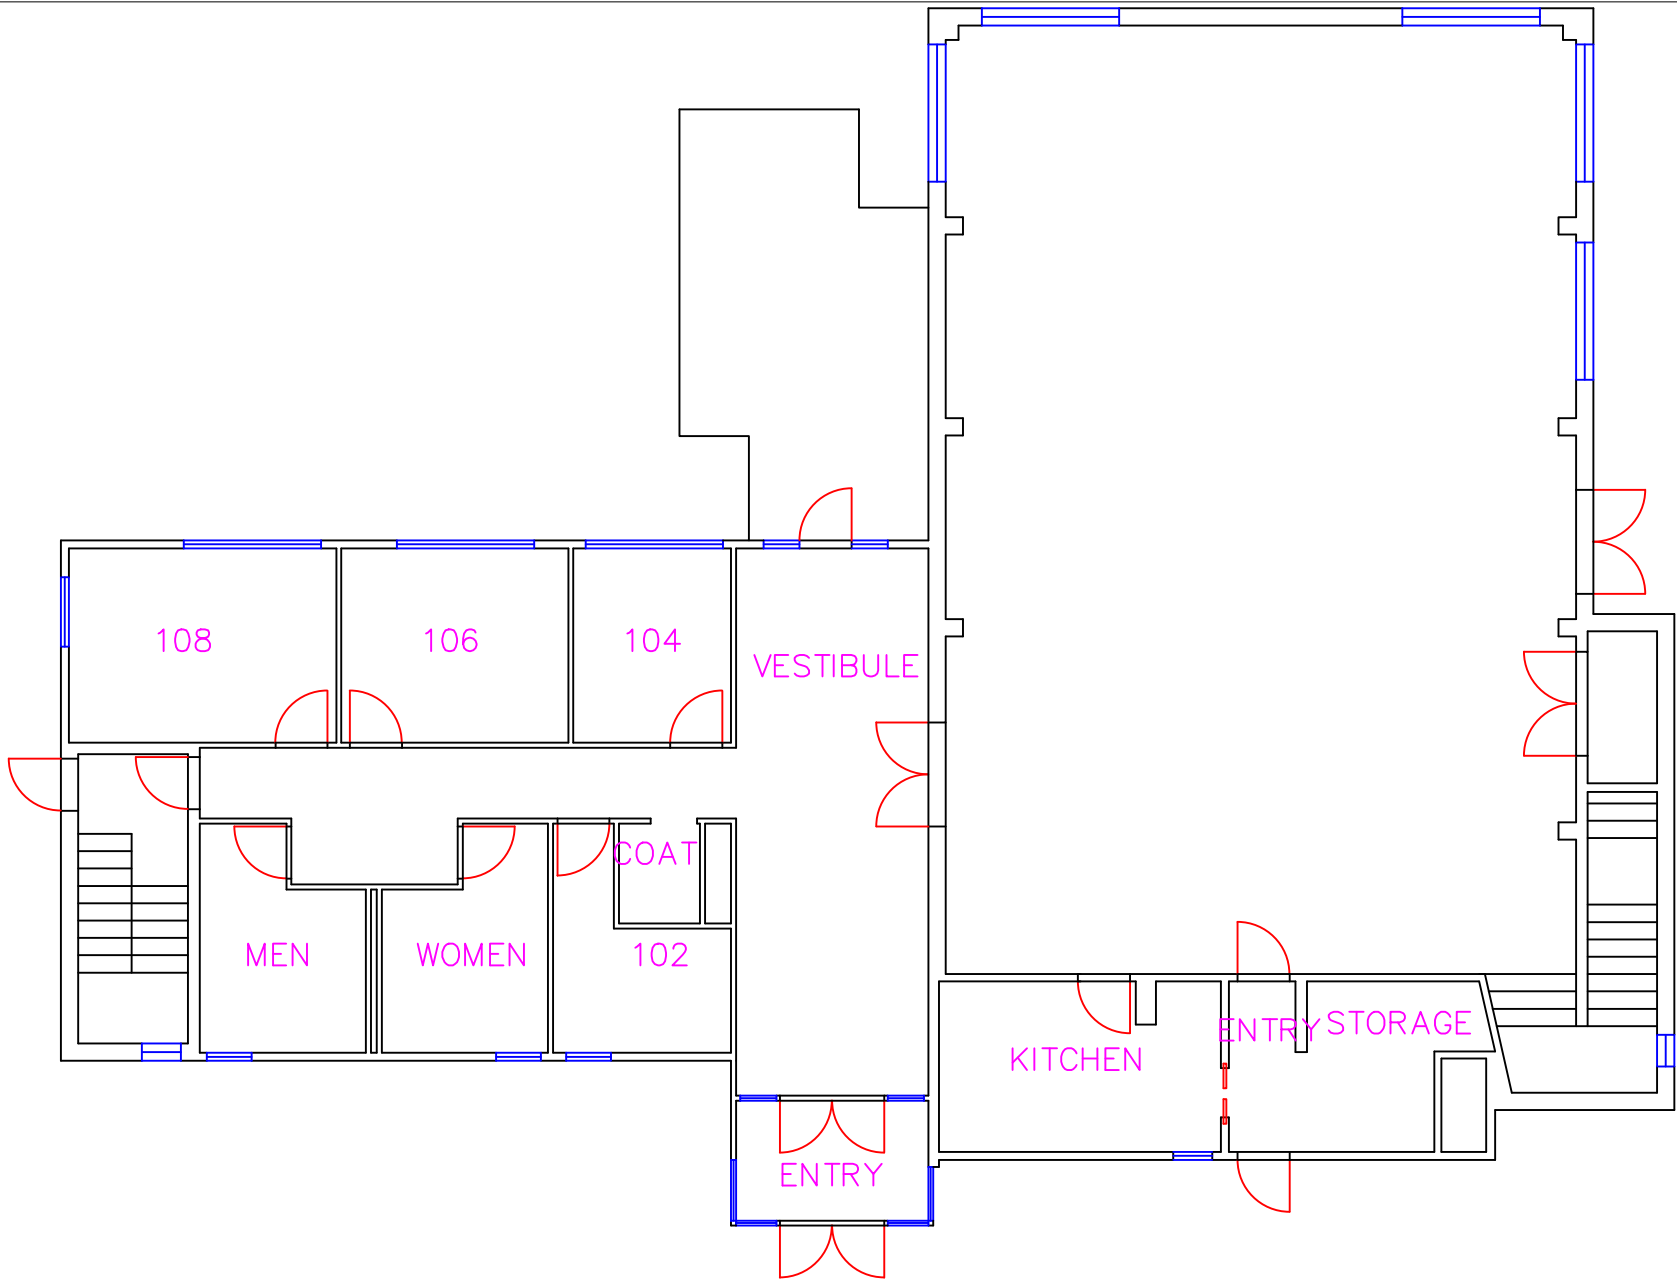 108
106
104
VESTIBULE
COAT
MEN
WOMEN
102
ENTRY
STORAGE
KITCHEN
ENTRY